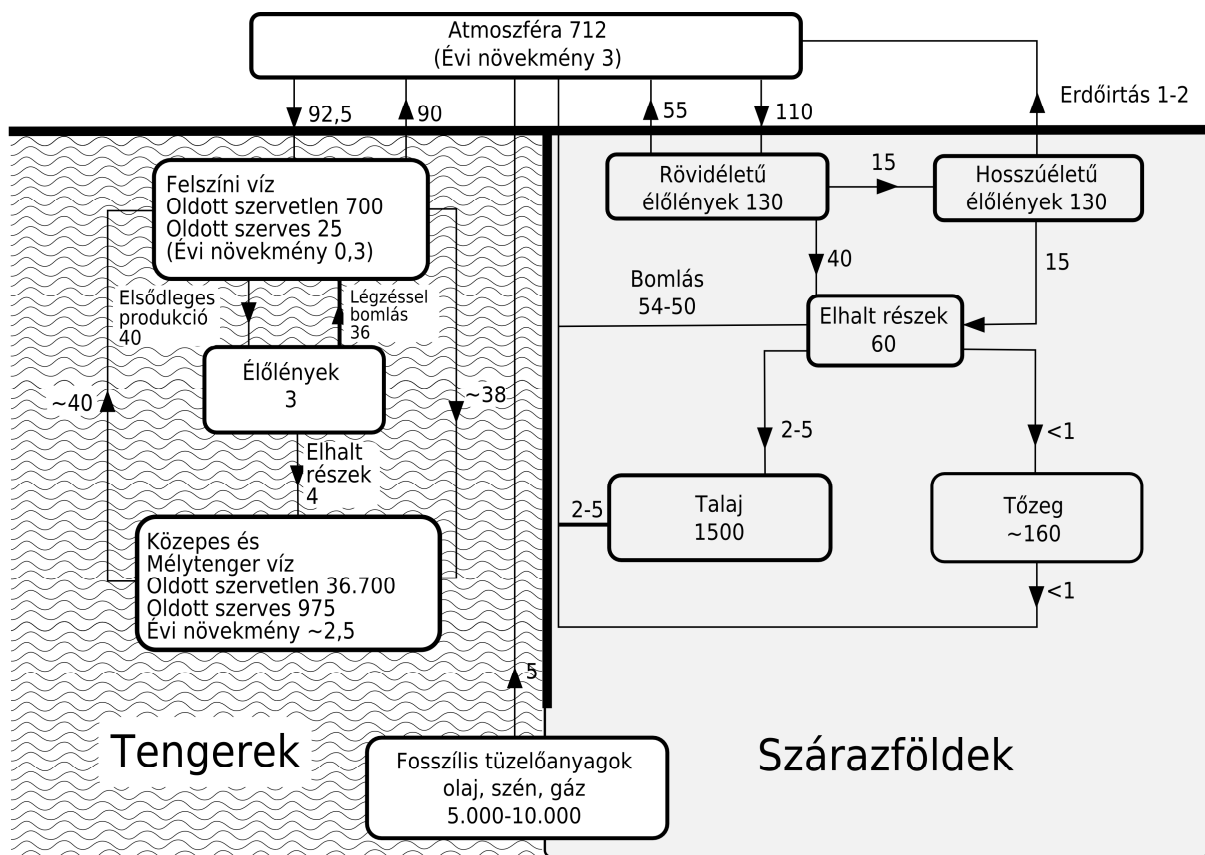 Atmoszféra 712
(Évi növekmény 3)
92,5
90
55
110
Erdőirtás 1-2
Felszíni víz
Oldott szervetlen 700
Oldott szerves 25
(Évi növekmény 0,3)
Rövidéletű
élőlények 130
15
Hosszúéletű
élőlények 130
Elsődleges
produkció
40
Légzéssel
bomlás
36
40
15
Bomlás
54-50
Elhalt részek
60
Élőlények
3
~40
~38
Elhalt
részek
4
2-5
<1
Közepes és
Mélytenger víz
Oldott szervetlen 36.700
Oldott szerves 975
Évi növekmény ~2,5
2-5
Talaj
1500
Tőzeg
~160
<1
5
Tengerek
Fosszílis tüzelőanyagok
olaj, szén, gáz
5.000-10.000
Szárazföldek